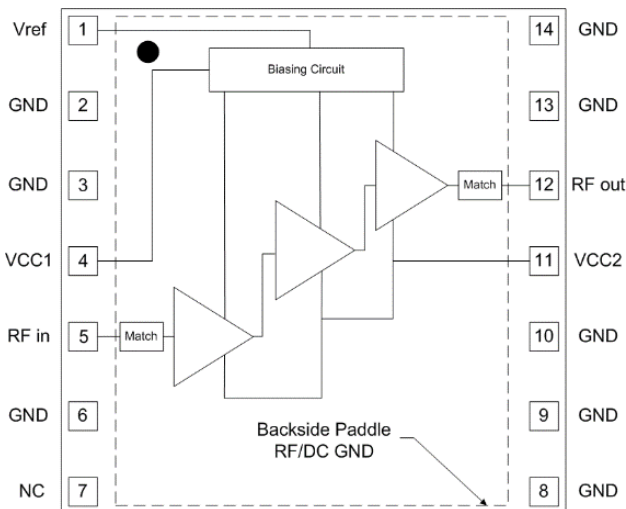 Vref 1
14 GND
Biasing Circuit
GND 2
13 GND
GND 3
Match
12 RF out
VCC1 4
11 VCC2
RF in 5
Match
10 GND
GND 6
9 GND
Backside Paddle
RF/DC GND
NC 7
8 GND